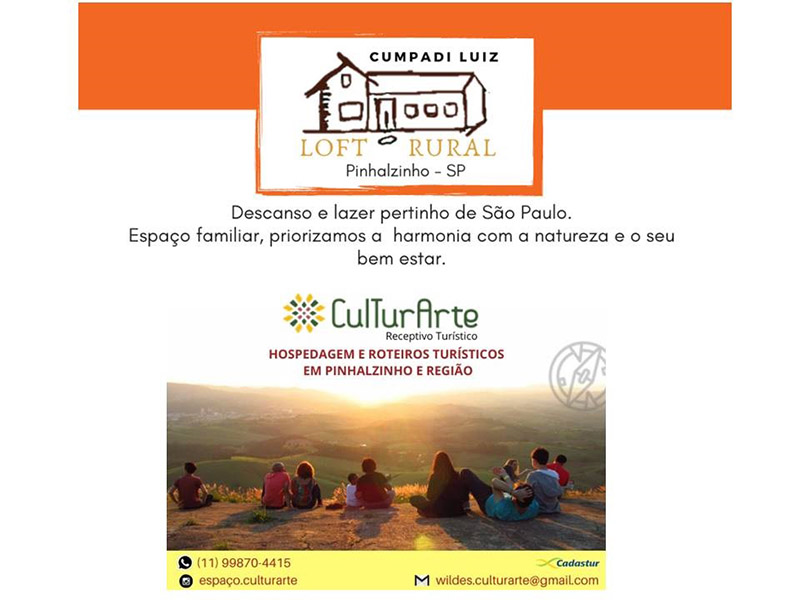 CUMPADI LUIZ
LOFT RURAL
Pinhalzinho - SP
Descanso e lazer pertinho de São Paulo.
Espaço familiar, priorizamos a harmonia com a natureza e o seu
bem estar.
CulTurArte
Receptivo Turístico
HOSPEDAGEM E ROTEIROS TURÍSTICOS
EM PINHALZINHO E REGIÃO
(11) 99870-4415
Cadastur
espaço.culturarte
wildes.culturarte@gmail.com